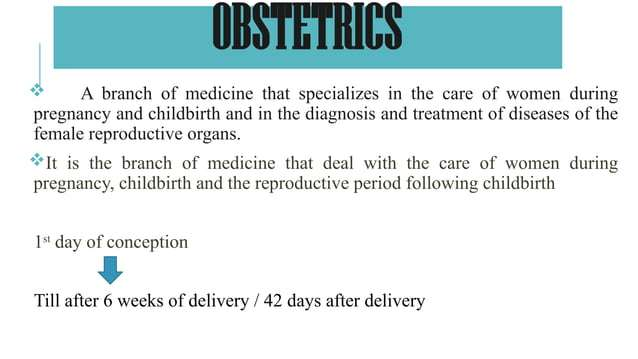 OBSTETRICS
❖ A branch of medicine that specializes in the care of women during
pregnancy and childbirth and in the diagnosis and treatment of diseases of the
female reproductive organs.
❖It is the branch of medicine that deal with the care of women during
pregnancy, childbirth and the reproductive period following childbirth
1st day of conception
Till after 6 weeks of delivery / 42 days after delivery